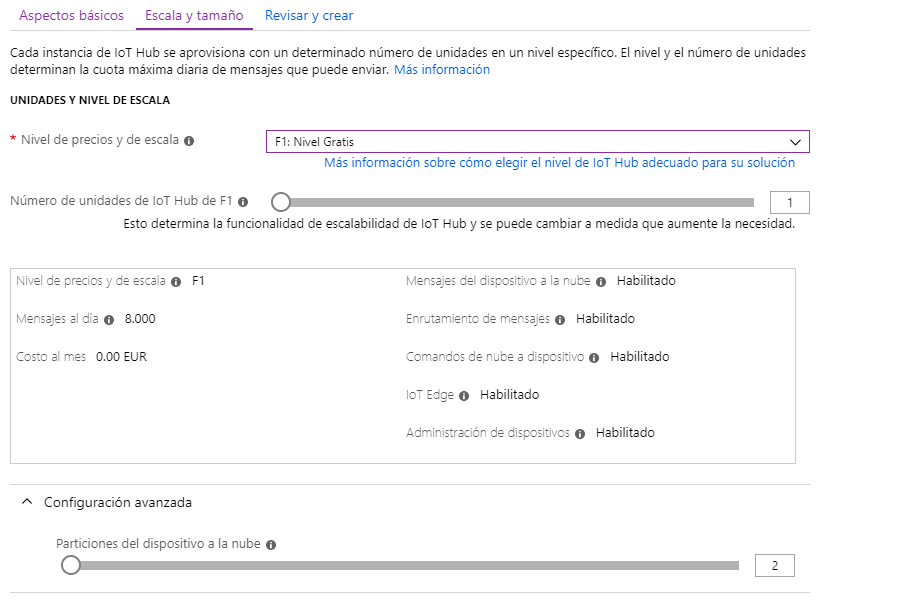 Aspectos básicos Escala y tamaño Revisar y crear
Cada instancia de IoT Hub se aprovisiona con un determinado número de unidades en un nivel específico. El nivel y el número de unidades
determinan la cuota máxima diaria de mensajes que puede enviar. Más información
UNIDADES Y NIVEL DE ESCALA
* Nivel de precios y de escala F1: Nivel Gratis
Más información sobre cómo elegir el nivel de IoT Hub adecuado para su solución
Número de unidades de IoT Hub de F1 1
Esto determina la funcionalidad de escalabilidad de IoT Hub y se puede cambiar a medida que aumente la necesidad.
Nivel de precios y de escala F1 Mensajes del dispositivo a la nube Habilitado
Mensajes al día 8.000 Enrutamiento de mensajes Habilitado
Costo al mes 0.00 EUR Comandos de nube a dispositivo Habilitado
IoT Edge Habilitado
Administración de dispositivos Habilitado
Configuración avanzada
Particiones del dispositivo a la nube
2